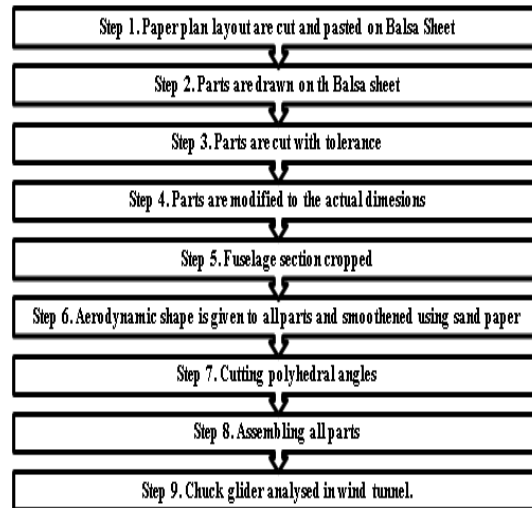 Step 1. Paper plan layout are cut and pasted on Balsa Sheet
Step 2. Parts are drawn on th Balsa sheet
Step 3. Parts are cut with tolerance
Step 4. Parts are modified to the actual dimesions
Step 5. Fuselage section cropped
Step 6. Aerodynamic shape is given to all parts and smoothened using sand paper
Step 7. Cutting polyhedral angles
Step 8. Assembling all parts
Step 9. Chuck glider analysed in wind tunnel.